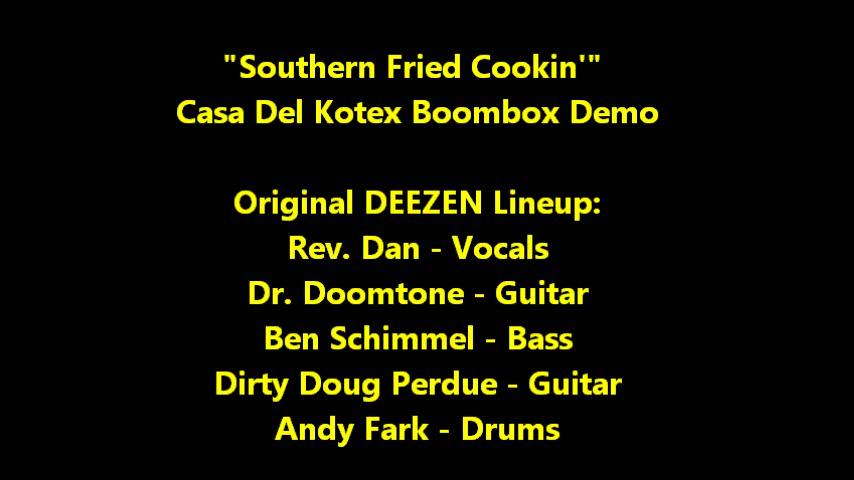 "Southern Fried Cookin'"
Casa Del Kotex Boombox Demo
Original DEEZEN Lineup:
Rev. Dan - Vocals
Dr. Doomtone - Guitar
Ben Schimmel - Bass
Dirty Doug Perdue - Guitar
Andy Fark - Drums